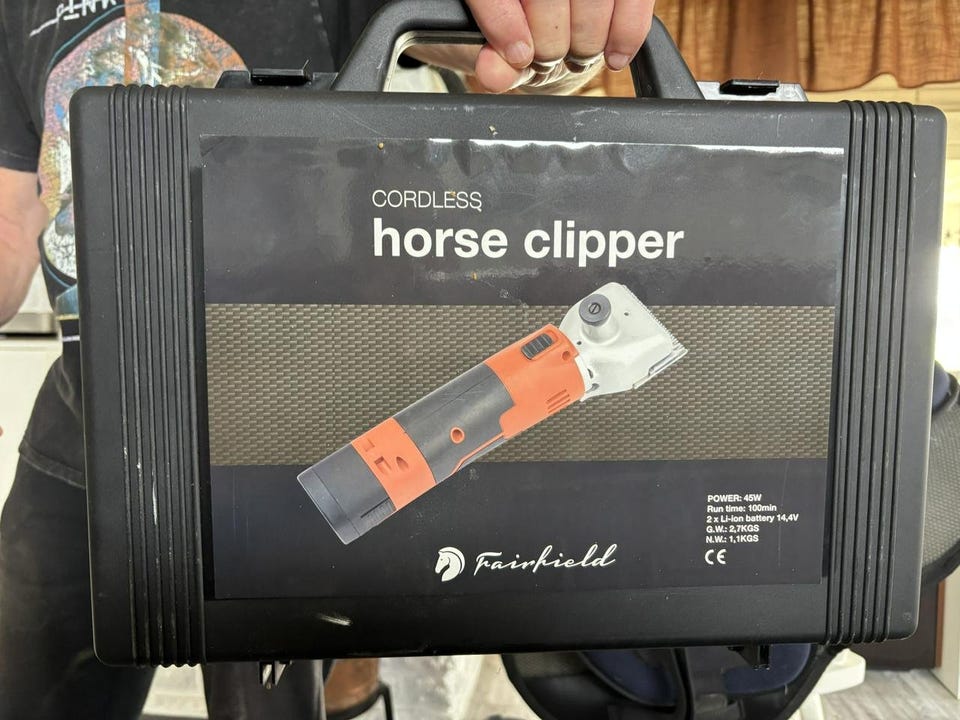 CORDLESS
horse clipper
POWER: 45W
Run time: 100min
2 x Li-ion battery 14,4V
G.W.: 2,7KGS
N.W.: 1,1KGS
CE
Fairfield